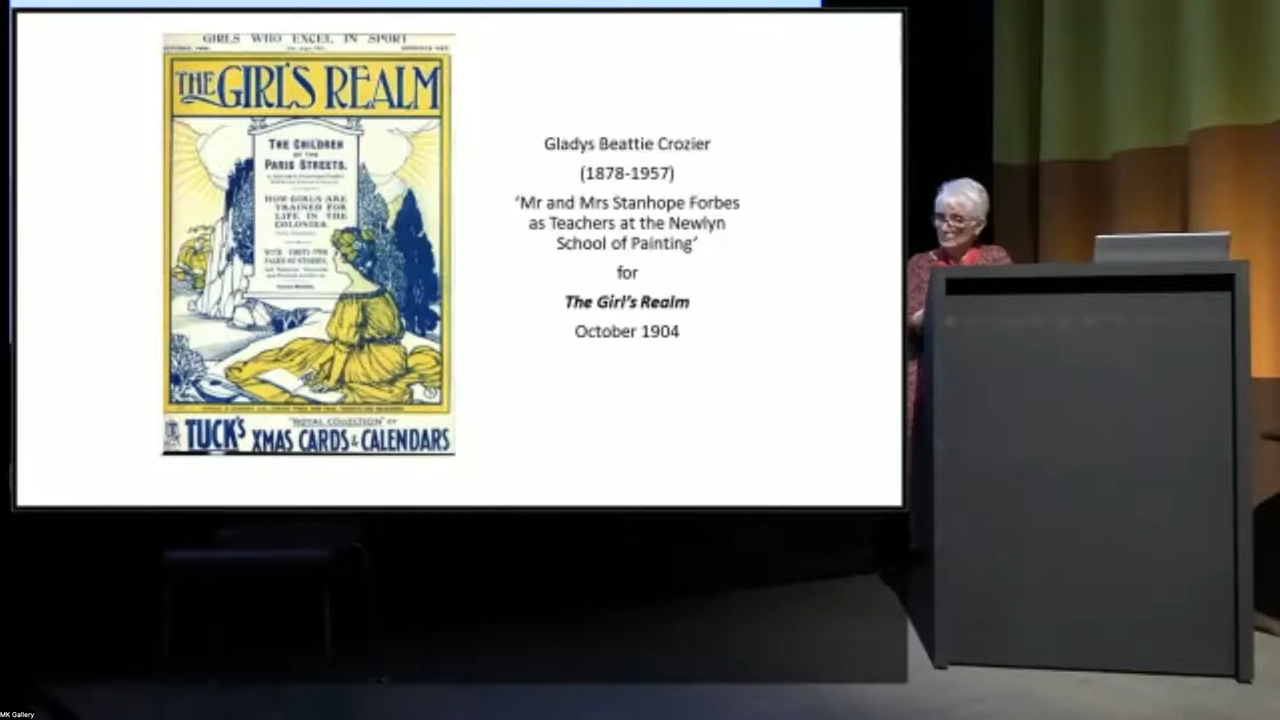 GIRLS WHO EXCEL IN SPORT
THE GIRL'S REALM
THE CHILDREN
OF THE
PARIS STREETS.
HOW GIRLS ARE
TRAINED FOR
LIFE IN THE
COLONIES.
"ROYAL COLLECTION" OF
TUCK'S XMAS CARDS & CALENDARS
Gladys Beattie Crozier
(1878-1957)
‘Mr and Mrs Stanhope Forbes
as Teachers at the Newlyn
School of Painting’
for
The Girl’s Realm
October 1904
MK Gallery